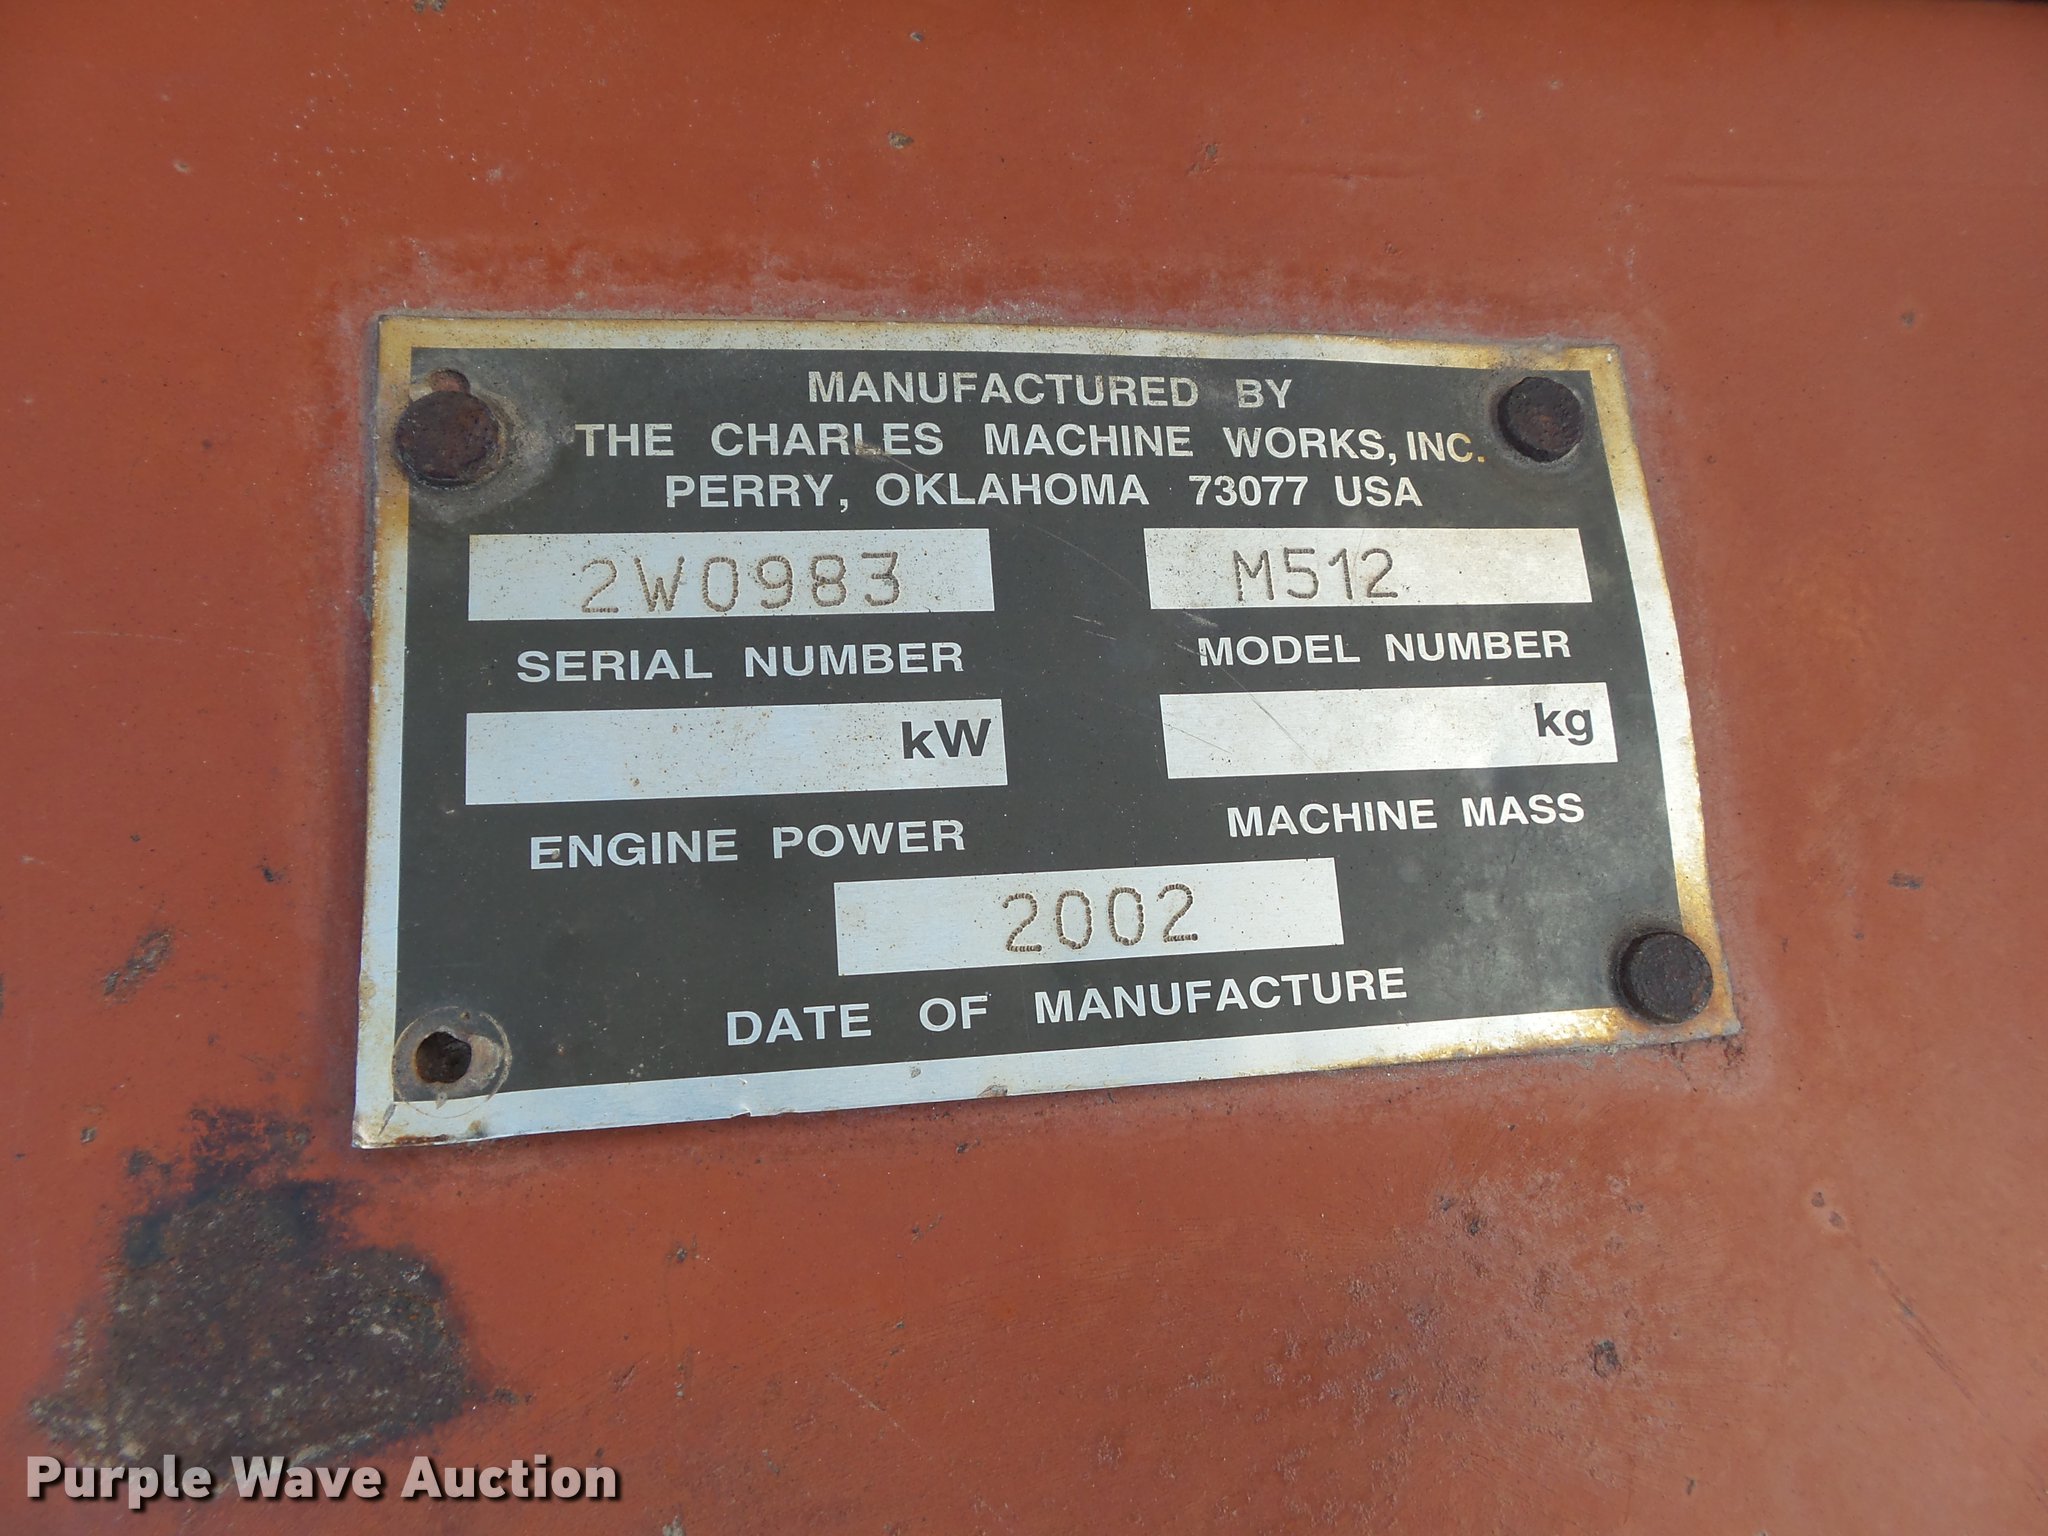 MANUFACTURED BY
THE CHARLES MACHINE WORKS, INC.
PERRY, OKLAHOMA 73077 USA
2W0983 M512
SERIAL NUMBER MODEL NUMBER
kW kg
ENGINE POWER MACHINE MASS
2002
DATE OF MANUFACTURE
Purple Wave Auction